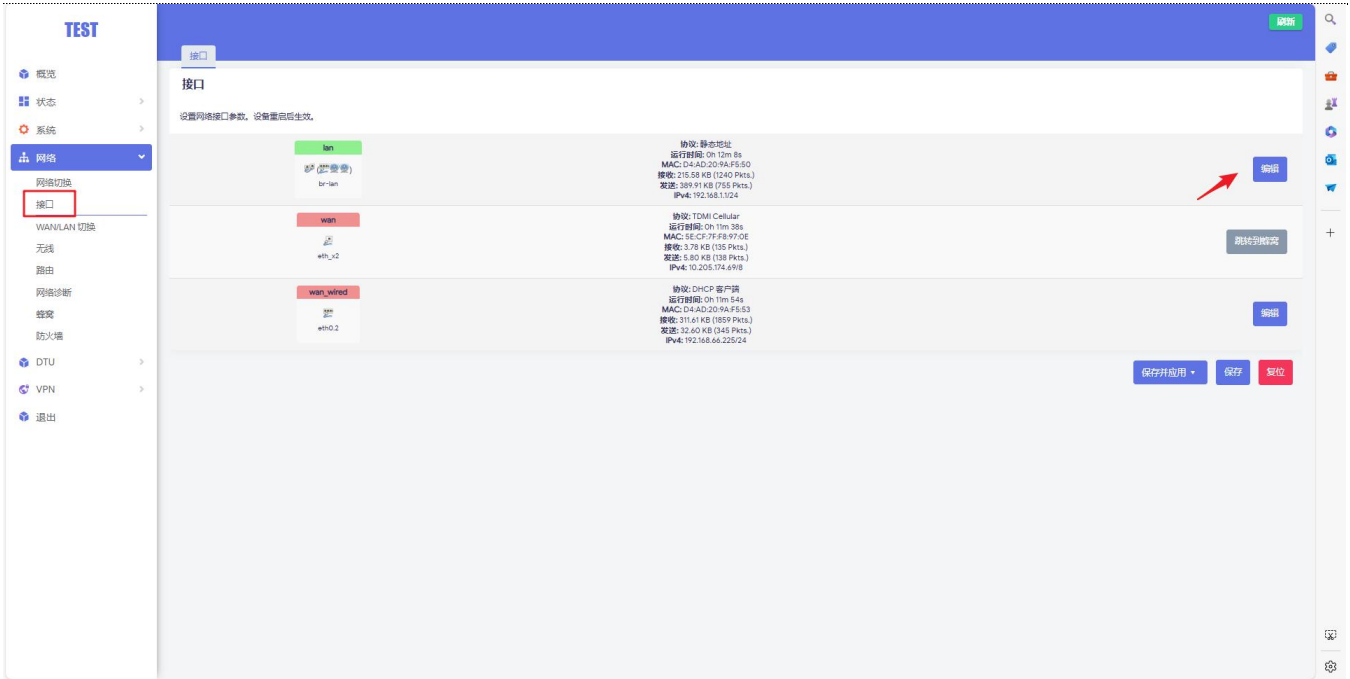 TEST
刷新
接口
概览
状态
系统
网络
网络切换
接口
WAN/LAN 切换
无线
路由
网络诊断
蜂窝
防火墙
DTU
VPN
退出
接口
设置网络接口参数。设备重启后生效。
lan
br-lan
协议: 静态地址
运行时间: 0h 12m 8s
MAC: D4:AD:20:9A:F5:50
接收: 215.58 KB (1240 Pkts.)
发送: 389.91 KB (755 Pkts.)
IPv4: 192.168.1.1/24
编辑
wan
eth_x2
协议: TDMI Cellular
运行时间: 0h 11m 38s
MAC: 5E:CF:7F:F8:97:0E
接收: 3.78 KB (135 Pkts.)
发送: 5.80 KB (138 Pkts.)
IPv4: 10.205.174.69/8
跳转到蜂窝
wan_wired
eth0.2
协议: DHCP 客户端
运行时间: 0h 11m 54s
MAC: D4:AD:20:9A:F5:53
接收: 311.61 KB (1859 Pkts.)
发送: 32.60 KB (345 Pkts.)
IPv4: 192.168.66.225/24
编辑
保存并应用
保存
复位